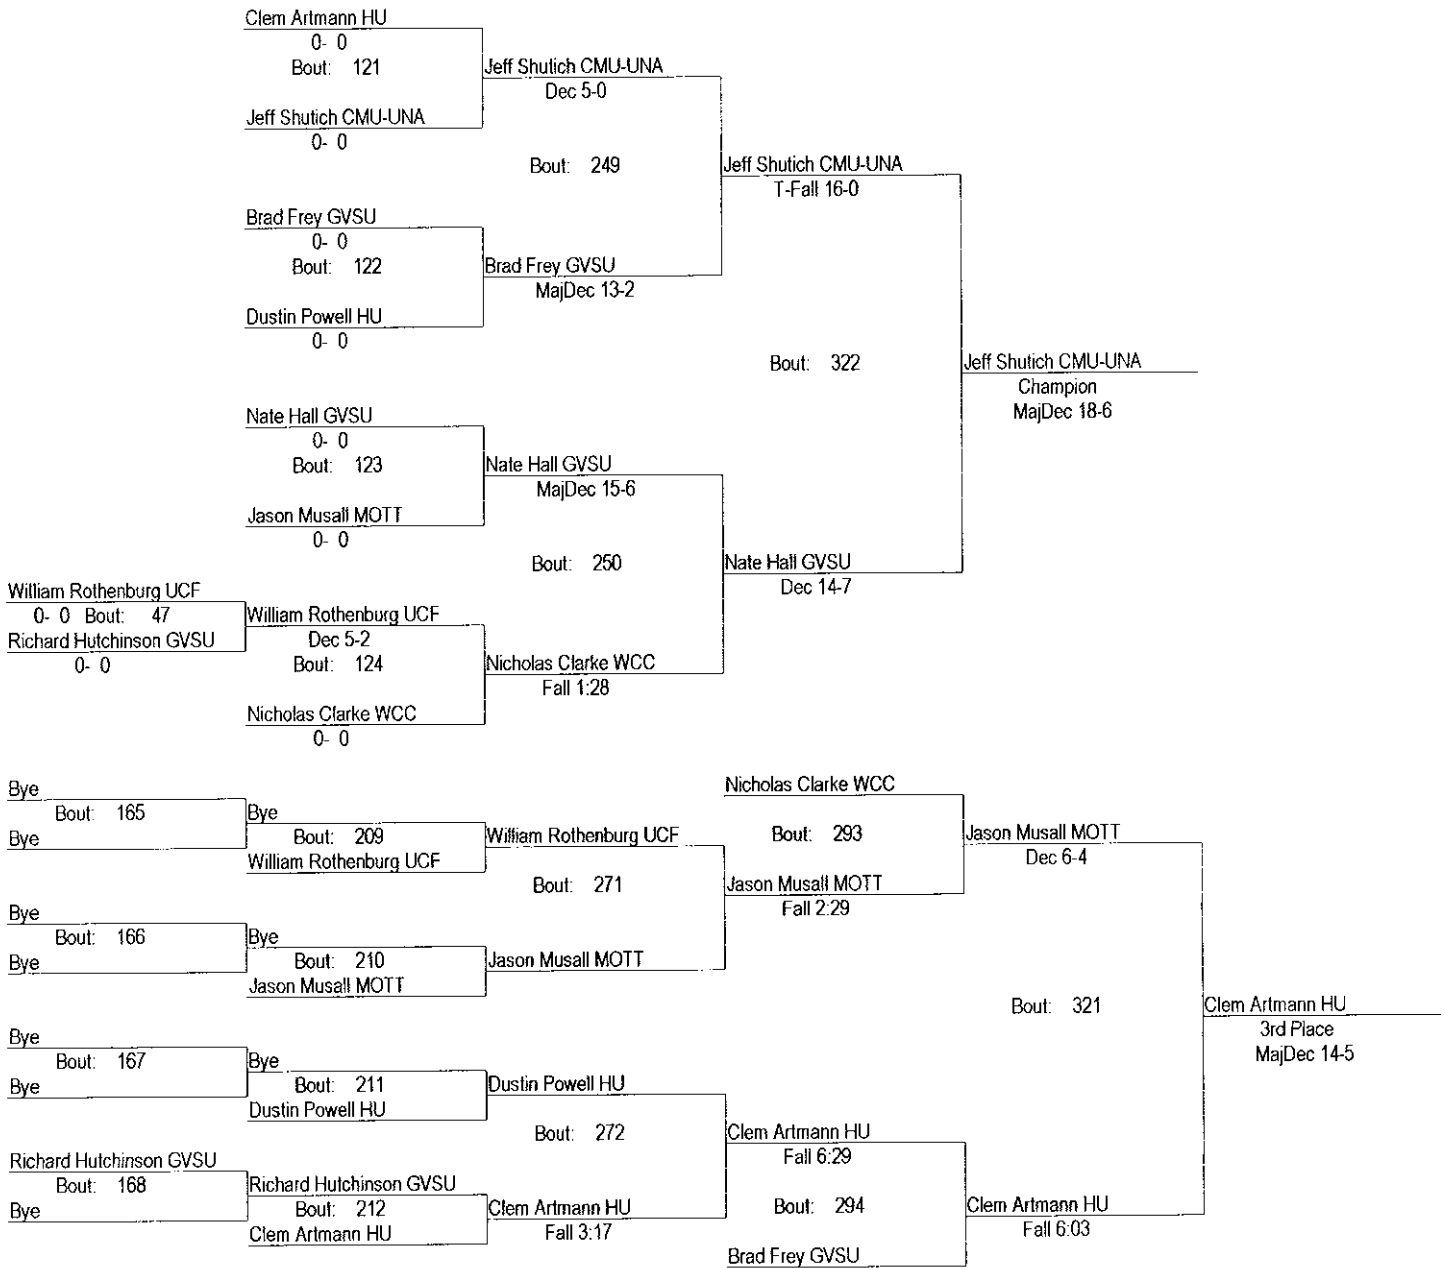 Clem Artmann HU
0- 0
Bout: 121
Jeff Shutich CMU-UNA
Dec 5-0
Jeff Shutich CMU-UNA
0- 0
Bout: 249
Jeff Shutich CMU-UNA
T-Fall 16-0
Brad Frey GVSU
0- 0
Bout: 122
Brad Frey GVSU
MajDec 13-2
Dustin Powell HU
0- 0
Bout: 322
Jeff Shutich CMU-UNA
Champion
MajDec 18-6
Nate Hall GVSU
0- 0
Bout: 123
Nate Hall GVSU
MajDec 15-6
Jason Musall MOTT
0- 0
Bout: 250
Nate Hall GVSU
Dec 14-7
William Rothenburg UCF
0- 0 Bout: 47
Richard Hutchinson GVSU
0- 0
William Rothenburg UCF
Dec 5-2
Bout: 124
Nicholas Clarke WCC
Fall 1:28
Nicholas Clarke WCC
0- 0
Bye
Bout: 165
Bye
Bye
Bout: 209
William Rothenburg UCF
William Rothenburg UCF
Bout: 271
Nicholas Clarke WCC
Bout: 293
Jason Musall MOTT
Fall 2:29
Jason Musall MOTT
Dec 6-4
Bye
Bout: 166
Bye
Bye
Bout: 210
Jason Musall MOTT
Jason Musall MOTT
Bout: 321
Clem Artmann HU
3rd Place
MajDec 14-5
Bye
Bout: 167
Bye
Bye
Bout: 211
Dustin Powell HU
Dustin Powell HU
Bout: 272
Clem Artmann HU
Fall 6:29
Richard Hutchinson GVSU
Bout: 168
Bye
Richard Hutchinson GVSU
Bout: 212
Clem Artmann HU
Clem Artmann HU
Fall 3:17
Bout: 294
Brad Frey GVSU
Clem Artmann HU
Fall 6:03